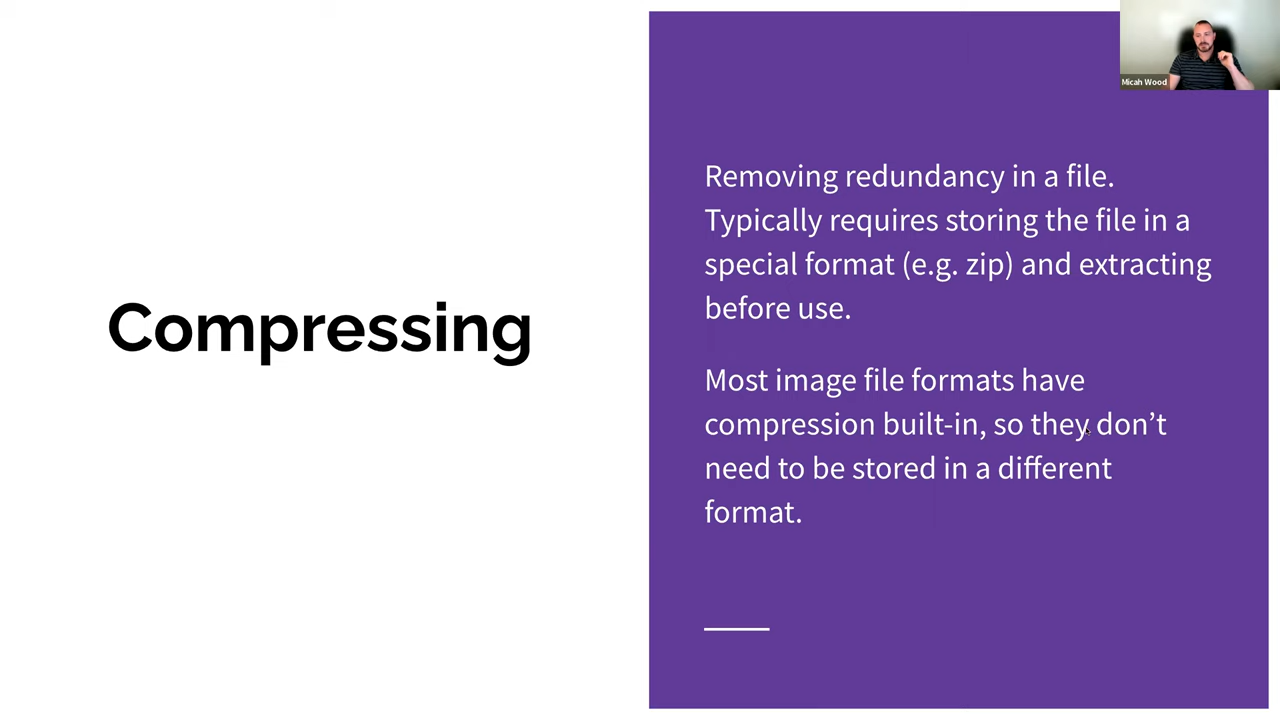 Micah Wood
Compressing
Removing redundancy in a file.
Typically requires storing the file in a
special format (e.g. zip) and extracting
before use.
Most image file formats have
compression built-in, so they don’t
need to be stored in a different
format.